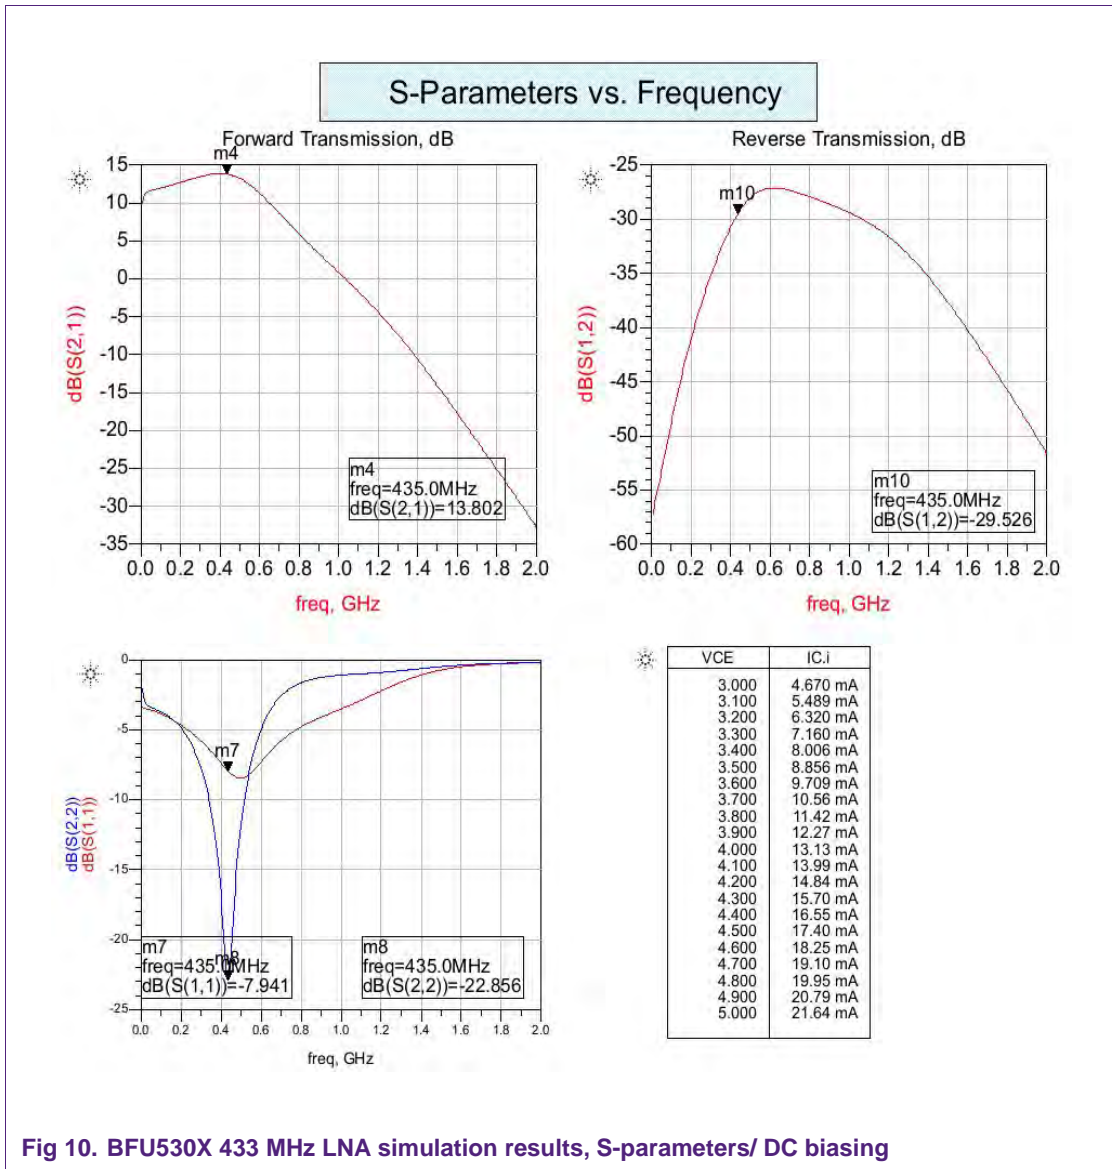 S-Parameters vs. Frequency
Forward Transmission, dB
m4
15
10
5
0
-5
-10
-15
-20
-25
-30
-35
dB(S(2,1))
m4
freq=435.0MHz
dB(S(2,1))=13.802
0.0 0.2 0.4 0.6 0.8 1.0 1.2 1.4 1.6 1.8 2.0
freq, GHz
Reverse Transmission, dB
m10
-25
-30
-35
-40
-45
-50
-55
-60
dB(S(1,2))
m10
freq=435.0MHz
dB(S(1,2))=-29.526
0.0 0.2 0.4 0.6 0.8 1.0 1.2 1.4 1.6 1.8 2.0
freq, GHz
0
-5
-10
-15
-20
-25
dB(S(2,2))
dB(S(1,1))
m7
m8
m7
freq=435.0MHz
dB(S(1,1))=-7.941
m8
freq=435.0MHz
dB(S(2,2))=-22.856
0.0 0.2 0.4 0.6 0.8 1.0 1.2 1.4 1.6 1.8 2.0
freq, GHz
VCE IC.i
3.000 4.670 mA
3.100 5.489 mA
3.200 6.320 mA
3.300 7.160 mA
3.400 8.006 mA
3.500 8.856 mA
3.600 9.709 mA
3.700 10.56 mA
3.800 11.42 mA
3.900 12.27 mA
4.000 13.13 mA
4.100 13.99 mA
4.200 14.84 mA
4.300 15.70 mA
4.400 16.55 mA
4.500 17.40 mA
4.600 18.25 mA
4.700 19.10 mA
4.800 19.95 mA
4.900 20.79 mA
5.000 21.64 mA
Fig 10. BFU530X 433 MHz LNA simulation results, S-parameters/ DC biasing